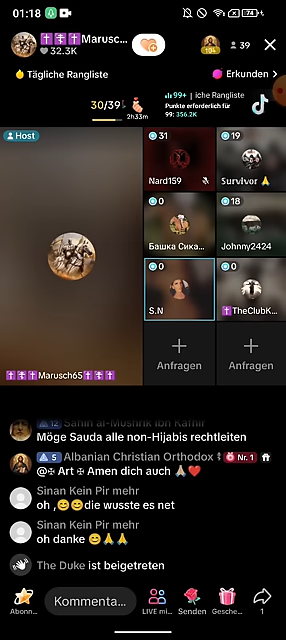 01:18
74
✝️✝️✝️Marusc...
32.3K
39
Tägliche Rangliste
Erkunden >
30/39
2h33m
99+ | iche Rangliste
Punkte erforderlich für
99: 356.2K
Host
31
Nard159
19
Survivor 🙏
0
Башка Сика...
18
Johnny2424
0
S.N
0
✝️TheClubK...
Anfragen
Anfragen
✝️✝️✝️Marusch65✝️✝️✝️
12 Sahin al-Mushrik ibn Kafir
Möge Sauda alle non-Hijabis rechtleiten
5 Albanian Christian Orthodox ☦ Nr. 1
@✠ Art ✠ Amen dich auch 🙏🏼❤️
Sinan Kein Pir mehr
oh ,😊😊die wusste es net
Sinan Kein Pir mehr
oh danke 😊🙏🙏
The Duke ist beigetreten
Kommenta...
Abonn...
LIVE mi...
Senden
Gesche...
1